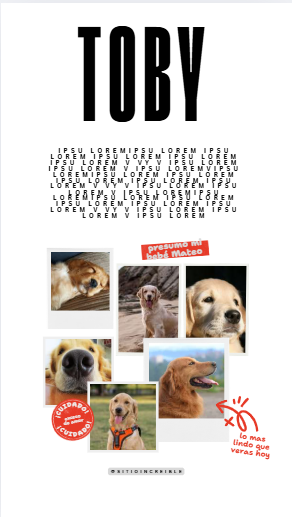 TOBY
IPSU LOREMIPSU LOREM IPSU
LOREM IPSU LOREM IPSU LOREM
IPSU LOREM V VY V IPSU LOREM
IPSU LOREM V IPSU LOREMVIPSU
LOREMIPSU LOREM IPSU LOREM
IPSU LOREM IPSU LOREM IPSU
LOREM V VY V IPSU LOREM IPSU
LOREM V IPSU LOREMIPSU
LOREMIPSU LOREM IPSU LOREM
IPSU LOREM IPSU LOREM IPSU
LOREM V VY V IPSU LOREM IPSU
LOREM V IPSU LOREM
presumo mi
bebé Mateo
¡CUIDADO!
¡CUIDADO!
lo mas
lindo que
veras hoy
@SITIOINCREIBLE